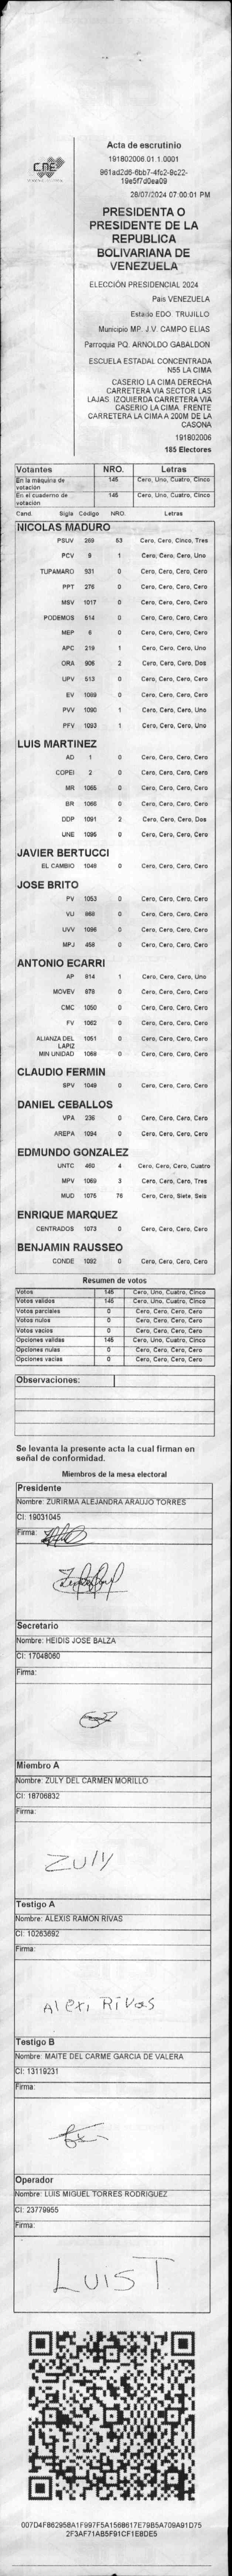 CNE
Acta de escrutinio
191802006.01.1.0001
961ad2d6-6bb7-4fc2-9c22-
19e5f7d0ea09
28/07/2024 07:00:01 PM
PRESIDENTA O
PRESIDENTE DE LA
REPUBLICA
BOLIVARIANA DE
VENEZUELA
ELECCIÓN PRESIDENCIAL 2024
País VENEZUELA
Estado EDO. TRUJILLO
Municipio MP. J.V. CAMPO ELIAS
Parroquia PQ. ARNOLDO GABALDON
ESCUELA ESTADAL CONCENTRADA
N55 LA CIMA
CASERIO LA CIMA DERECHA
CARRETERA VIA SECTOR LAS
LAJAS. IZQUIERDA CARRETERA VIA
CASERIO LA CIMA. FRENTE
CARRETERA LA CIMA A 200M DE LA
CASONA
191802006
185 Electores
Votantes NRO. Letras
En la máquina de votación 145 Cero, Uno, Cuatro, Cinco
En el cuaderno de votación 145 Cero, Uno, Cuatro, Cinco
Cand. Sigla Código NRO. Letras
NICOLAS MADURO
PSUV 269 53 Cero, Cero, Cinco, Tres
PCV 9 1 Cero, Cero, Cero, Uno
TUPAMARO 931 0 Cero, Cero, Cero, Cero
PPT 276 0 Cero, Cero, Cero, Cero
MSV 1017 0 Cero, Cero, Cero, Cero
PODEMOS 514 0 Cero, Cero, Cero, Cero
MEP 6 0 Cero, Cero, Cero, Cero
APC 219 1 Cero, Cero, Cero, Uno
ORA 906 2 Cero, Cero, Cero, Dos
UPV 513 0 Cero, Cero, Cero, Cero
EV 1089 0 Cero, Cero, Cero, Cero
PVV 1090 1 Cero, Cero, Cero, Uno
PFV 1093 1 Cero, Cero, Cero, Uno
LUIS MARTINEZ
AD 1 0 Cero, Cero, Cero, Cero
COPEI 2 0 Cero, Cero, Cero, Cero
MR 1065 0 Cero, Cero, Cero, Cero
BR 1066 0 Cero, Cero, Cero, Cero
DDP 1091 2 Cero, Cero, Cero, Dos
UNE 1095 0 Cero, Cero, Cero, Cero
JAVIER BERTUCCI
EL CAMBIO 1048 0 Cero, Cero, Cero, Cero
JOSE BRITO
PV 1053 0 Cero, Cero, Cero, Cero
VU 968 0 Cero, Cero, Cero, Cero
UVV 1096 0 Cero, Cero, Cero, Cero
MPJ 458 0 Cero, Cero, Cero, Cero
ANTONIO ECARRI
AP 914 1 Cero, Cero, Cero, Uno
MOVEV 879 0 Cero, Cero, Cero, Cero
CMC 1050 0 Cero, Cero, Cero, Cero
FV 1062 0 Cero, Cero, Cero, Cero
ALIANZA DEL LAPIZ 1051 0 Cero, Cero, Cero, Cero
MIN UNIDAD 1068 0 Cero, Cero, Cero, Cero
CLAUDIO FERMIN
SPV 1049 0 Cero, Cero, Cero, Cero
DANIEL CEBALLOS
VPA 236 0 Cero, Cero, Cero, Cero
AREPA 1094 0 Cero, Cero, Cero, Cero
EDMUNDO GONZALEZ
UNTC 460 4 Cero, Cero, Cero, Cuatro
MPV 1069 3 Cero, Cero, Cero, Tres
MUD 1075 76 Cero, Cero, Siete, Seis
ENRIQUE MARQUEZ
CENTRADOS 1073 0 Cero, Cero, Cero, Cero
BENJAMIN RAUSSEO
CONDE 1092 0 Cero, Cero, Cero, Cero
Resumen de votos
Votos 145 Cero, Uno, Cuatro, Cinco
Votos validos 145 Cero, Uno, Cuatro, Cinco
Votos parciales 0 Cero, Cero, Cero, Cero
Votos nulos 0 Cero, Cero, Cero, Cero
Votos vacios 0 Cero, Cero, Cero, Cero
Opciones validas 145 Cero, Uno, Cuatro, Cinco
Opciones nulas 0 Cero, Cero, Cero, Cero
Opciones vacias 0 Cero, Cero, Cero, Cero
Observaciones:
Se levanta la presente acta la cual firman en
señal de conformidad.
Miembros de la mesa electoral
Presidente
Nombre: ZURIRMA ALEJANDRA ARAUJO TORRES
CI: 19031045
Firma:
Secretario
Nombre: HEIDIS JOSE BALZA
CI: 17048060
Firma:
Miembro A
Nombre: ZULY DEL CARMEN MORILLO
CI: 18706832
Firma:
Zuly
Testigo A
Nombre: ALEXIS RAMON RIVAS
CI: 10263692
Firma:
Alexi Rivas
Testigo B
Nombre: MAITE DEL CARME GARCIA DE VALERA
CI: 13119231
Firma:
Operador
Nombre: LUIS MIGUEL TORRES RODRIGUEZ
CI: 23779955
Firma:
LUIS T
007D4F862958A1F997F5A1568617E79B5A709A91D75
2F3AF71AB5F91CF1E8DE5